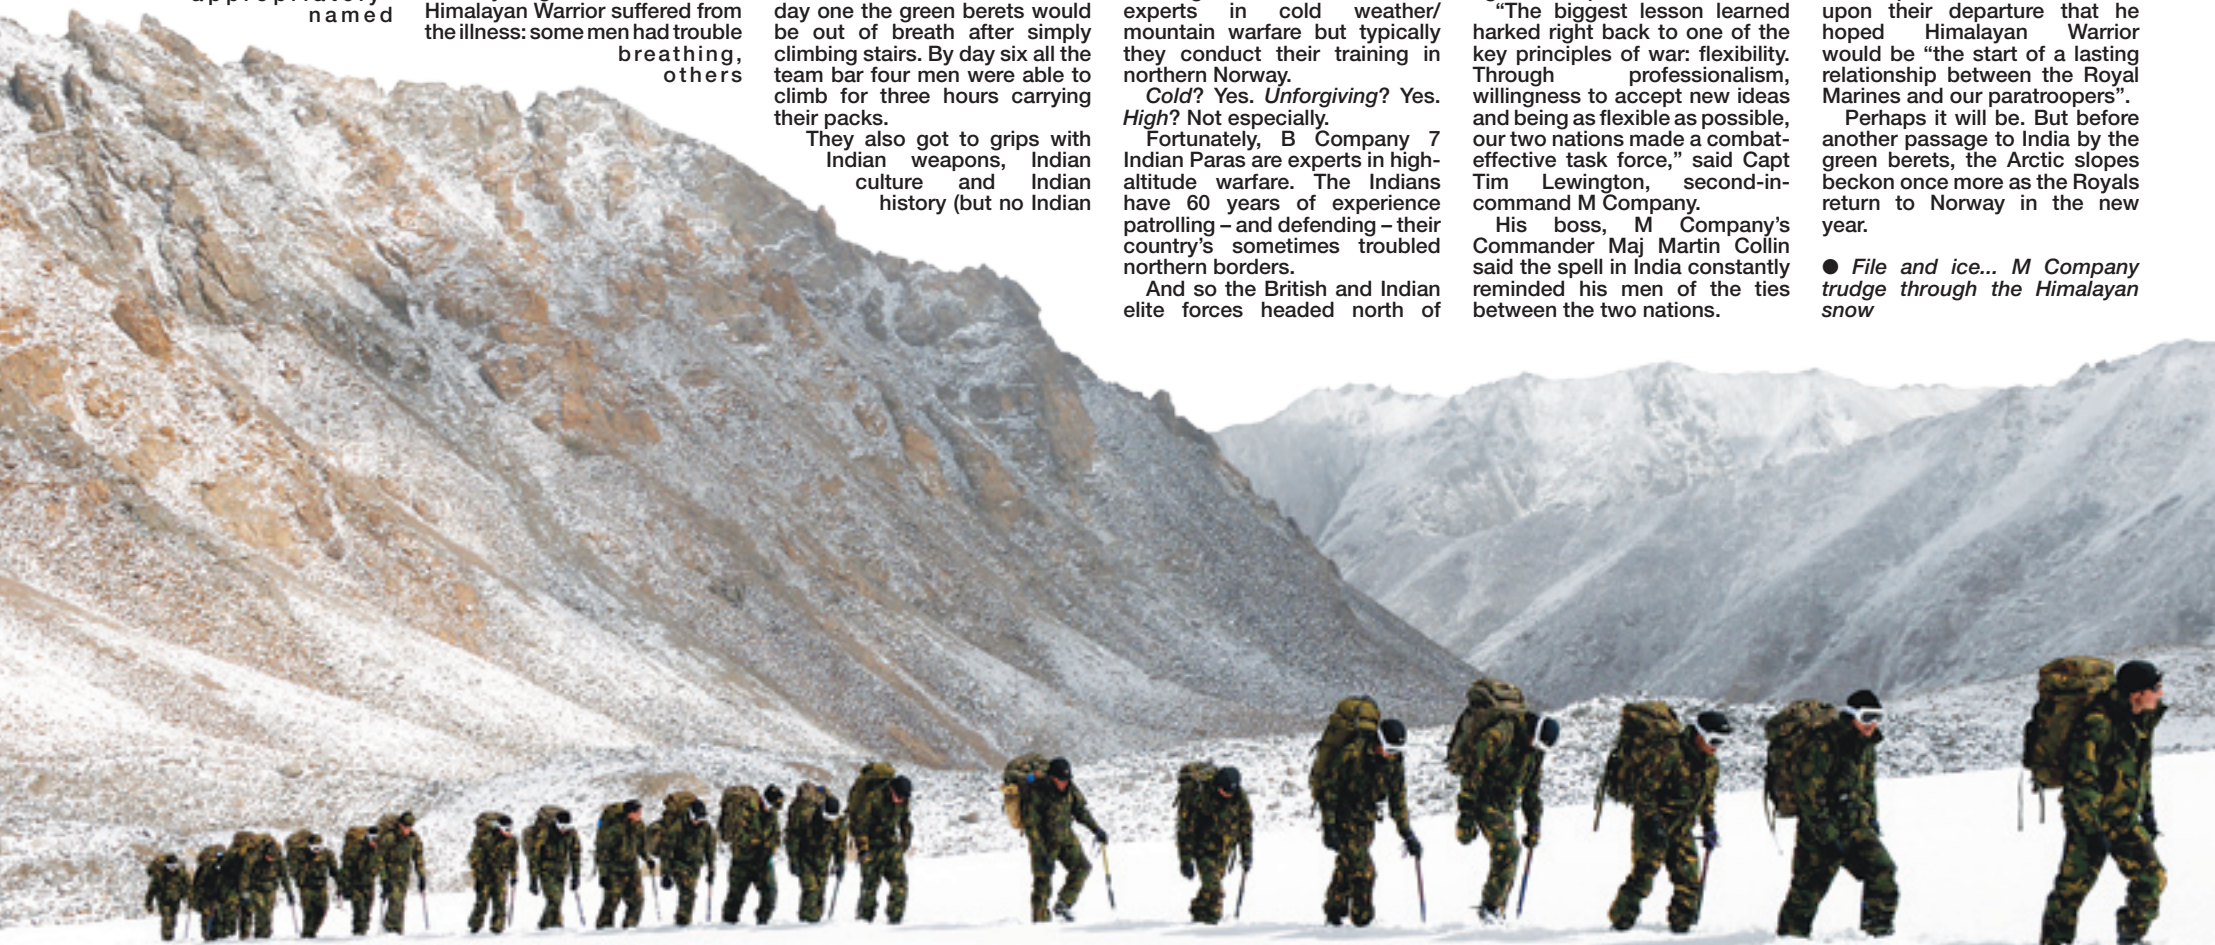 named
Himalayan Warrior suffered from
the illness: some men had trouble
breathing,
others
day one the green berets would
be out of breath after simply
climbing stairs. By day six all the
team bar four men were able to
climb for three hours carrying
their packs.
They also got to grips with
Indian weapons, Indian
culture and Indian
history (but no Indian
experts in cold weather/
mountain warfare but typically
they conduct their training in
northern Norway.
Cold? Yes. Unforgiving? Yes.
High? Not especially.
Fortunately, B Company 7
Indian Paras are experts in high-
altitude warfare. The Indians
have 60 years of experience
patrolling – and defending – their
country’s sometimes troubled
northern borders.
And so the British and Indian
elite forces headed north of
“The biggest lesson learned
harked right back to one of the
key principles of war: flexibility.
Through professionalism,
willingness to accept new ideas
and being as flexible as possible,
our two nations made a combat-
effective task force,” said Capt
Tim Lewington, second-in-
command M Company.
His boss, M Company’s
Commander Maj Martin Collin
said the spell in India constantly
reminded his men of the ties
between the two nations.
upon their departure that he
hoped Himalayan Warrior
would be “the start of a lasting
relationship between the Royal
Marines and our paratroopers”.
Perhaps it will be. But before
another passage to India by the
green berets, the Arctic slopes
beckon once more as the Royals
return to Norway in the new
year.
● File and ice... M Company
trudge through the Himalayan
snow